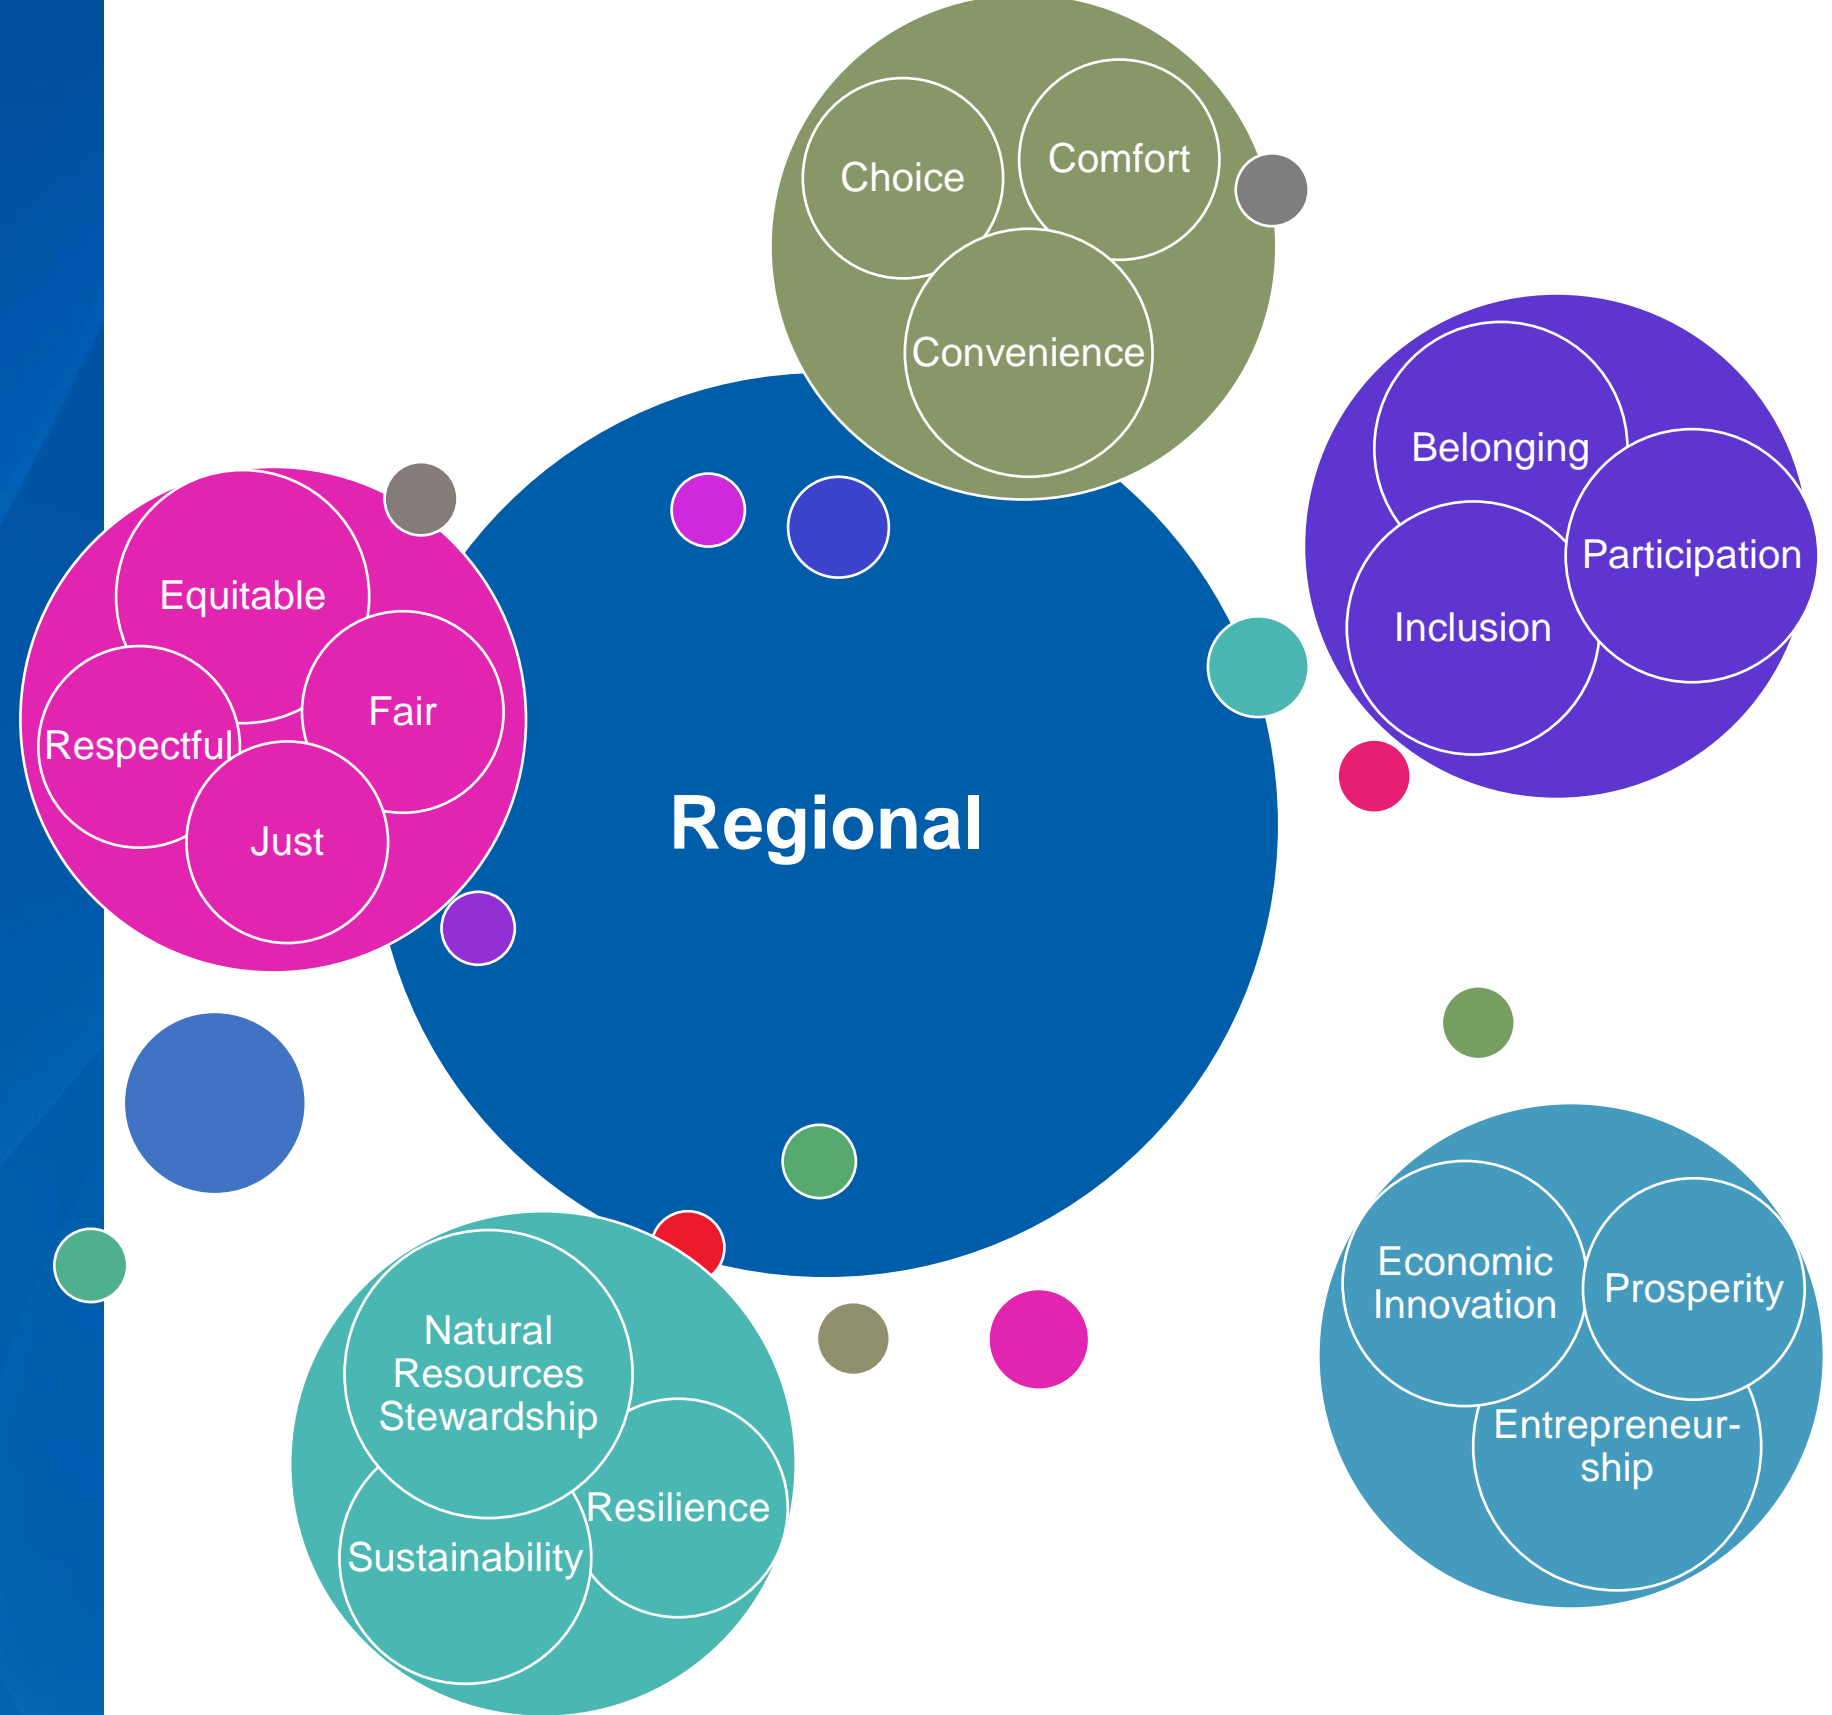 Choice
Comfort
Convenience
Belonging
Participation
Inclusion
Equitable
Fair
Respectful
Just
Regional
Natural
Resources
Stewardship
Resilience
Sustainability
Economic
Innovation
Prosperity
Entrepreneur-
ship